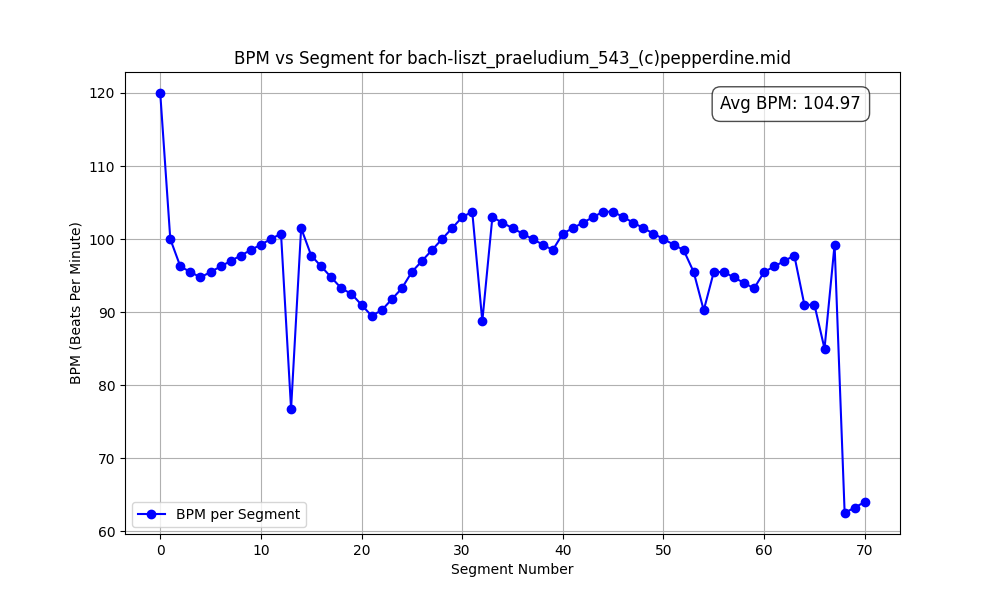 BPM vs Segment for bach-liszt_praeludium_543_(c)pepperdine.mid
Avg BPM: 104.97
BPM (Beats Per Minute)
120
110
100
90
80
70
60
BPM per Segment
0 10 20 30 40 50 60 70
Segment Number